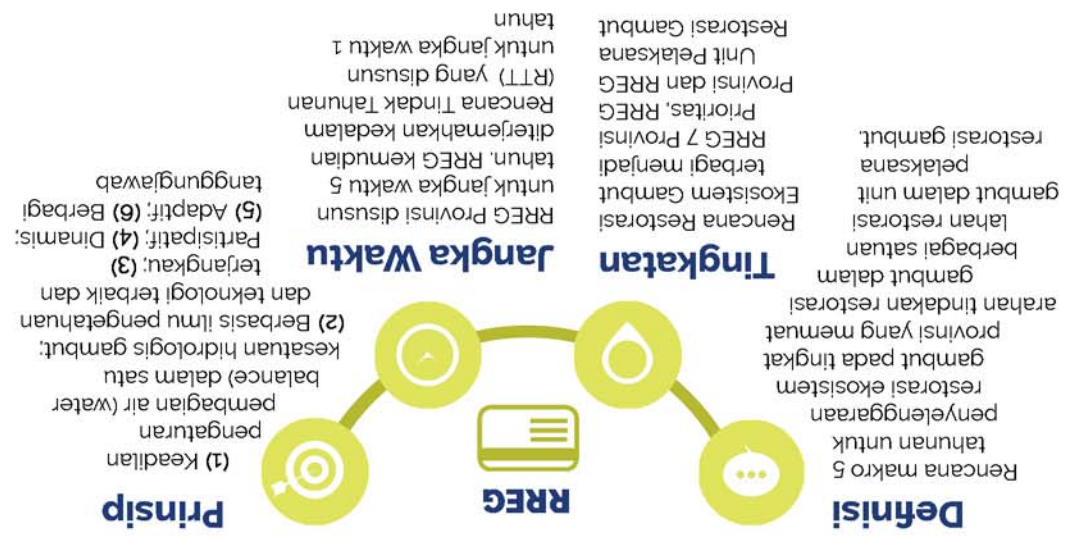 Definisi
Rencana makro 5
tahunan untuk
penyelenggaraan
restorasi ekosistem
gambut pada tingkat
provinsi yang memuat
arahan tindakan restorasi
gambut dalam
berbagai satuan
lahan restorasi
gambut dalam unit
pelaksana
restorasi gambut.
RREG
Tingkatan
Rencana Restorasi
Ekosistem Gambut
terbagi menjadi
RREG 7 Provinsi
Prioritas, RREG
Provinsi dan RREG
Unit Pelaksana
Restorasi Gambut
Jangka Waktu
RREG Provinsi disusun
untuk jangka waktu 5
tahun. RREG kemudian
diterjemahkan kedalam
Rencana Tindak Tahunan
(RTT) yang disusun
untuk jangka waktu 1
tahun
Prinsip
(1) Keadilan
pengaturan
pembagian air (water
balance) dalam satu
kesatuan hidrologis gambut;
(2) Berbasis ilmu pengetahuan
dan teknologi terbaik dan
terjangkau; (3)
Partisipatif; (4) Dinamis;
(5) Adaptif; (6) Berbagi
tanggungjawab